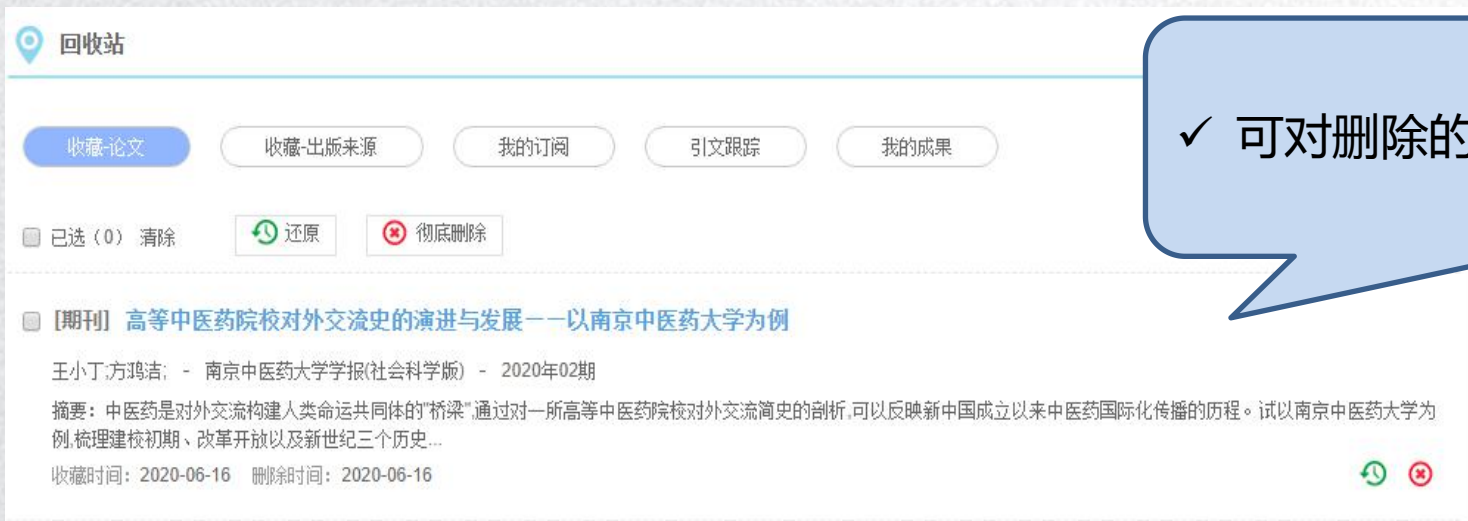 回收站
收藏-论文 收藏-出版来源 我的订阅 引文跟踪 我的成果
✓ 可对删除的
已选（0） 清除 还原 彻底删除
[期刊] 高等中医药院校对外交流史的演进与发展——以南京中医药大学为例
王小丁;方鸿洁; - 南京中医药大学学报(社会科学版) - 2020年02期
摘要：中医药是对外交流构建人类命运共同体的"桥梁",通过对一所高等中医药院校对外交流简史的剖析,可以反映新中国成立以来中医药国际化传播的历程。试以南京中医药大学为
例,梳理建校初期、改革开放以及新世纪三个历史...
收藏时间：2020-06-16 删除时间：2020-06-16